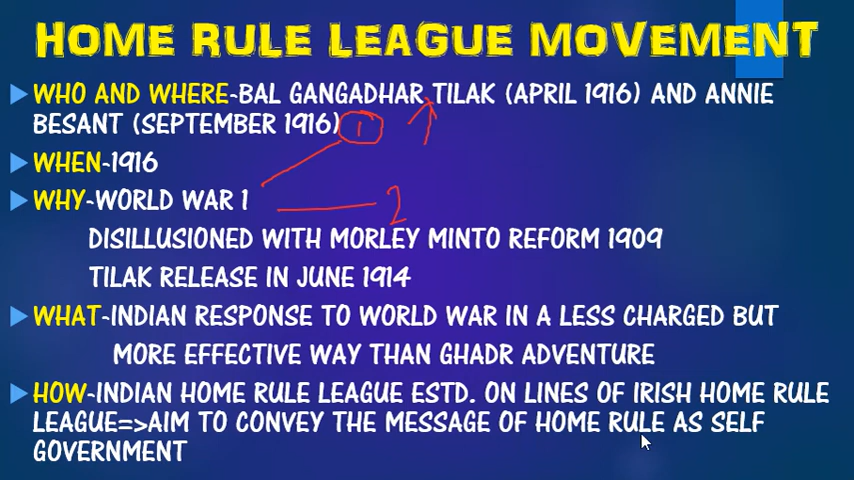 HOME RULE LEAGUE MOVEMENT
WHO AND WHERE-BAL GANGADHAR TILAK (APRIL 1916) AND ANNIE
BESANT (SEPTEMBER 1916) 1
WHEN-1916
WHY-WORLD WAR 1 2
DISILLUSIONED WITH MORLEY MINTO REFORM 1909
TILAK RELEASE IN JUNE 1914
WHAT-INDIAN RESPONSE TO WORLD WAR IN A LESS CHARGED BUT
MORE EFFECTIVE WAY THAN GHADR ADVENTURE
HOW-INDIAN HOME RULE LEAGUE ESTD. ON LINES OF IRISH HOME RULE
LEAGUE=>AIM TO CONVEY THE MESSAGE OF HOME RULE AS SELF
GOVERNMENT